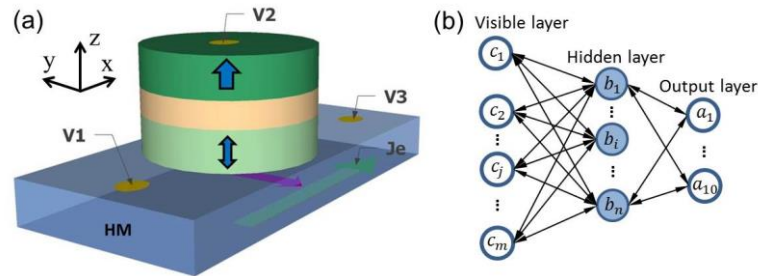 (a)
V2
z
y
x
V3
V1
Je
HM
(b)
Visible layer
Hidden layer
Output layer
c1
c2
cj
cm
b1
bi
bn
a1
a10